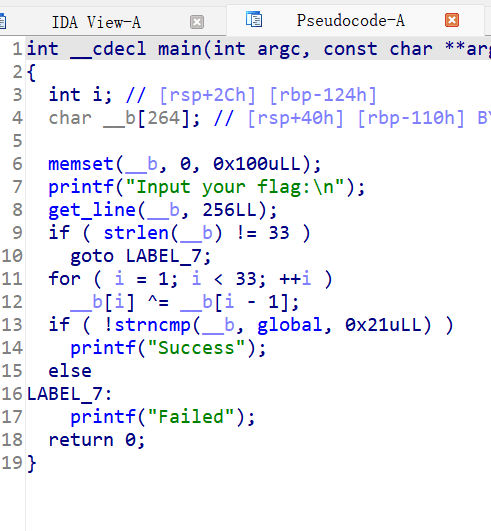 IDA View-A Pseudocode-A
1 int __cdecl main(int argc, const char **arg
2 {
3 int i; // [rsp+2Ch] [rbp-124h]
4 char __b[264]; // [rsp+40h] [rbp-110h] BY
5
6 memset(__b, 0, 0x100uLL);
7 printf("Input your flag:\n");
8 get_line(__b, 256LL);
9 if ( strlen(__b) != 33 )
10 goto LABEL_7;
11 for ( i = 1; i < 33; ++i )
12 __b[i] ^= __b[i - 1];
13 if ( !strncmp(__b, global, 0x21uLL) )
14 printf("Success");
15 else
16 LABEL_7:
17 printf("Failed");
18 return 0;
19 }